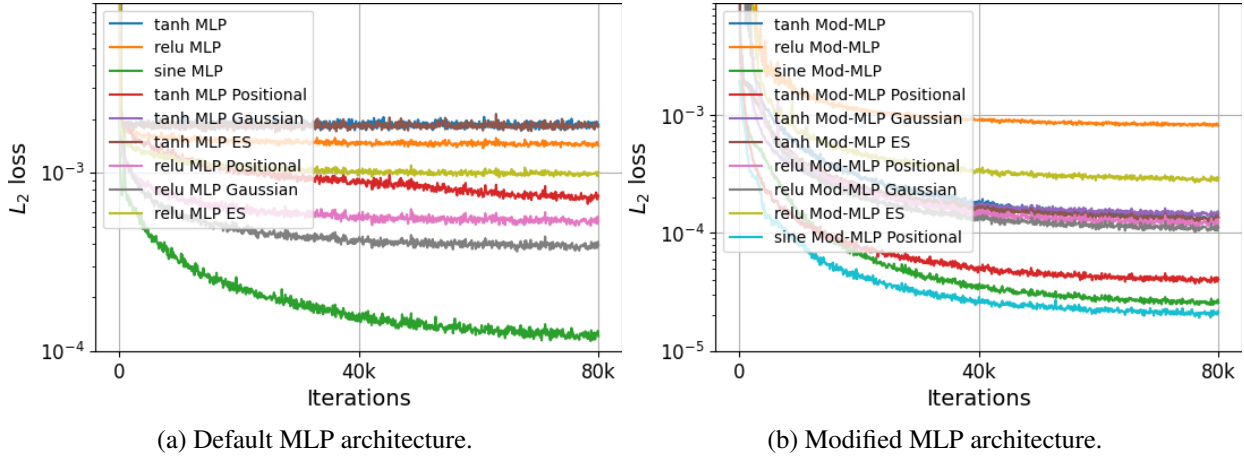 tanh MLP
relu MLP
sine MLP
tanh MLP Positional
tanh MLP Gaussian
tanh MLP ES
relu MLP Positional
relu MLP Gaussian
relu MLP ES
10⁻³
10⁻⁴
L₂ loss
0
40k
80k
Iterations
(a) Default MLP architecture.
tanh Mod-MLP
relu Mod-MLP
sine Mod-MLP
tanh Mod-MLP Positional
tanh Mod-MLP Gaussian
tanh Mod-MLP ES
relu Mod-MLP Positional
relu Mod-MLP Gaussian
relu Mod-MLP ES
sine Mod-MLP Positional
10⁻³
10⁻⁴
10⁻⁵
L₂ loss
0
40k
80k
Iterations
(b) Modified MLP architecture.